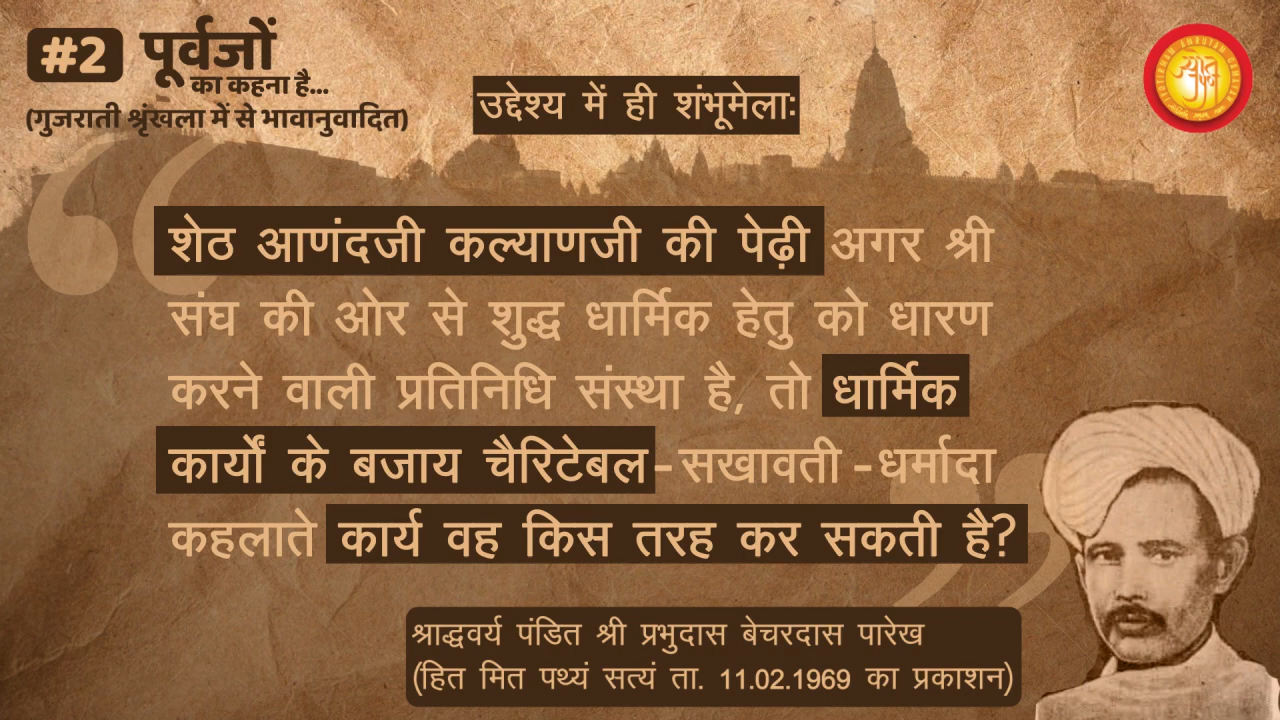 #2 पूर्वजों
का कहना है...
(गुजराती श्रृंखला में से भावानुवादित)
उद्देश्य में ही शंभूमेलाः
शेठ आणंदजी कल्याणजी की पेढ़ी अगर श्री
संघ की ओर से शुद्ध धार्मिक हेतु को धारण
करने वाली प्रतिनिधि संस्था है, तो धार्मिक
कार्यों के बजाय चैरिटेबल-सखावती-धर्मादा
कहलाते कार्य वह किस तरह कर सकती है?
श्राद्धवर्य पंडित श्री प्रभुदास बेचरदास पारेख
(हित मित पथ्यं सत्यं ता. 11.02.1969 का प्रकाशन)